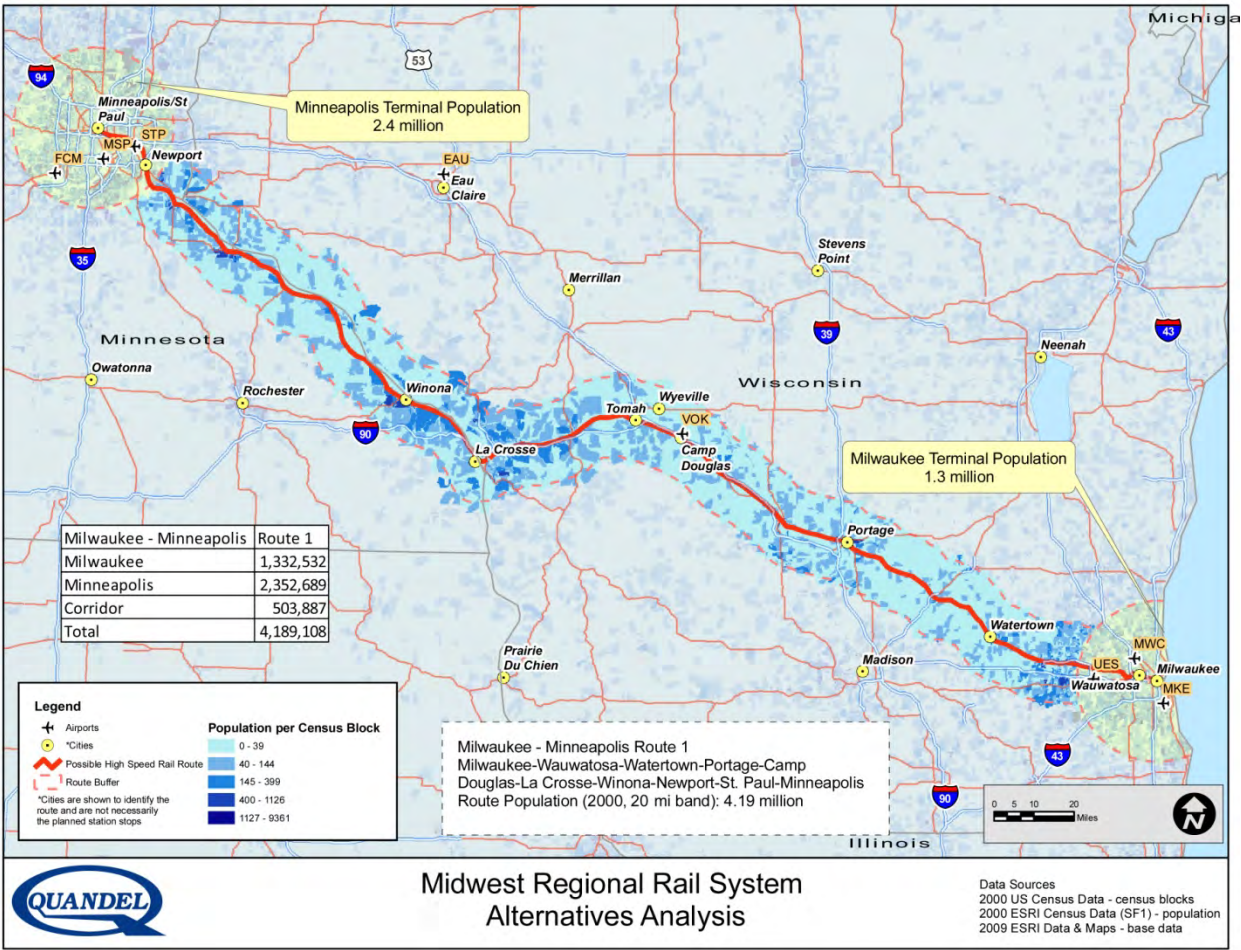 Michiga
53
94
Minneapolis Terminal Population
2.4 million
Minneapolis/St
Paul
STP
MSP
FCM
Newport
EAU
Eau
Claire
35
Stevens
Point
Merrillan
39
43
Minnesota
Neenah
Owatonna
Rochester
Winona
Wisconsin
Wyeville
Tomah
VOK
90
La Crosse
Camp
Douglas
Milwaukee Terminal Population
1.3 million
Portage
Milwaukee - Minneapolis Route 1
Milwaukee 1,332,532
Minneapolis 2,352,689
Corridor 503,887
Total 4,189,108
Watertown
Prairie
Du Chien
Madison
MWC
UES
Milwaukee
Wauwatosa
MKE
Legend
Airports
*Cities
Possible High Speed Rail Route
Route Buffer
*Cities are shown to identify the
route and are not necessarily
the planned station stops
Population per Census Block
0 - 39
40 - 144
145 - 399
400 - 1126
1127 - 9361
Milwaukee - Minneapolis Route 1
Milwaukee-Wauwatosa-Watertown-Portage-Camp
Douglas-La Crosse-Winona-Newport-St. Paul-Minneapolis
Route Population (2000, 20 mi band): 4.19 million
43
90
0 5 10 20
Miles
N
Illinois
QUANDEL
Midwest Regional Rail System
Alternatives Analysis
Data Sources
2000 US Census Data - census blocks
2000 ESRI Census Data (SF1) - population
2009 ESRI Data & Maps - base data